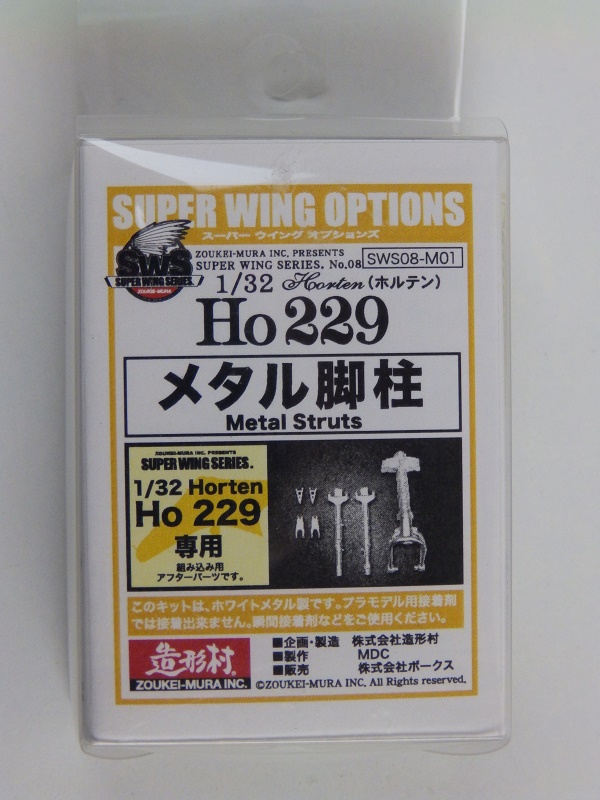 SUPER WING OPTIONS
スーパー ウイング オプションズ
SWS
SUPER WING SERIES.
ZOUKEI-MURA
ZOUKEI-MURA INC. PRESENTS
SUPER WING SERIES. No.08
SWS08-M01
1/32 Horten (ホルテン)
Ho 229
メタル脚柱
Metal Struts
ZOUKEI-MURA INC. PRESENTS
SUPER WING SERIES.
1/32 Horten
Ho 229
専用
組み込み用
アフターパーツです。
このキットは、ホワイトメタル製です。プラモデル用接着剤
では接着出来ません。瞬間接着剤などをご使用ください。
造形村
ZOUKEI-MURA INC.
■企画・製造 株式会社造形村
■製作 MDC
■販売 株式会社ボークス
©ZOUKEI-MURA INC. All Rights reserved.